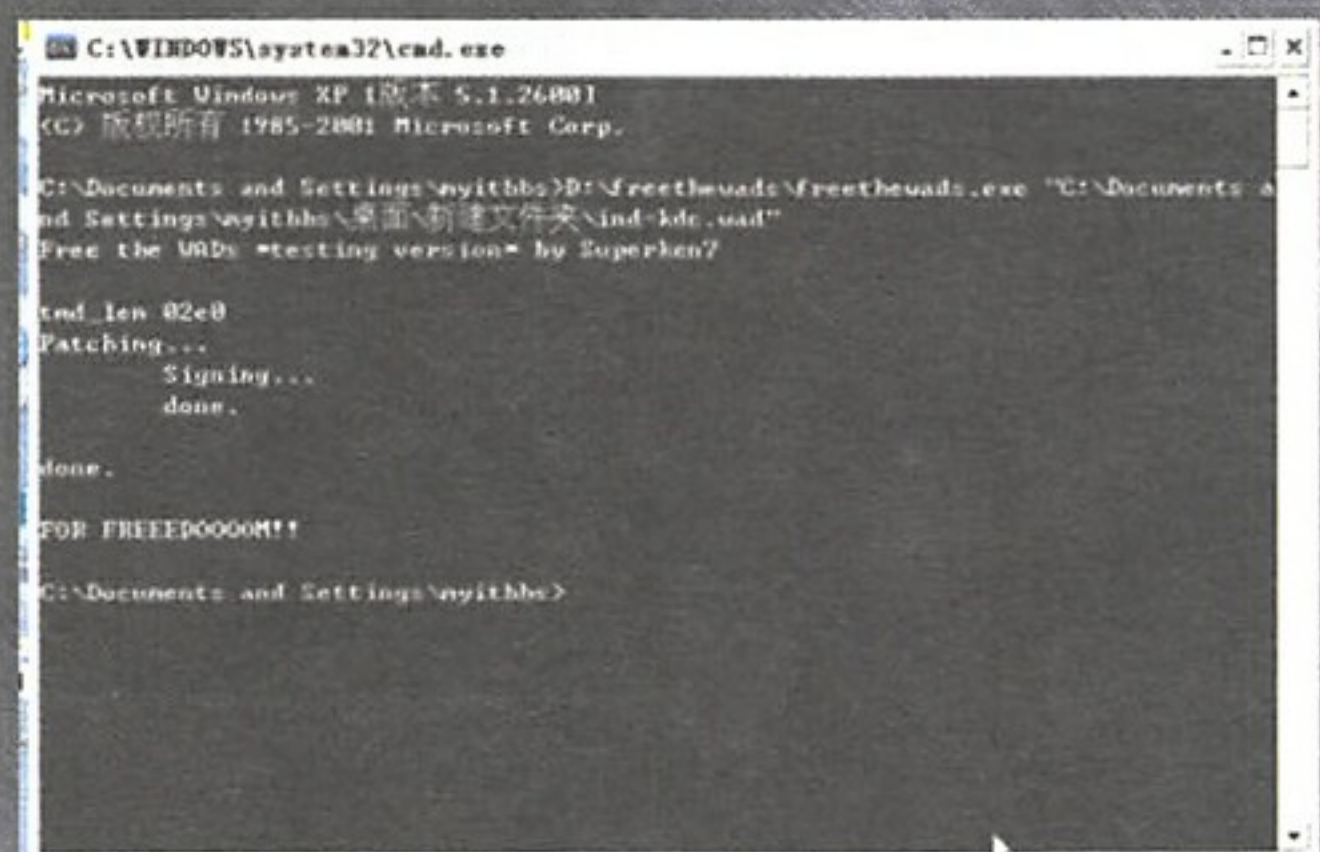 C:\WINDOWS\system32\cmd.exe
Microsoft Windows XP [版本 5.1.2600]
(C) 版权所有 1985-2001 Microsoft Corp.
C:\Documents and Settings\myithbs>D:\freethewads\freethewads.exe "C:\Documents a
nd Settings\myithbs\桌面\新建文件夹\ind-kdc.wad"
Free the WADs *testing version* by Superken7
tmd_len 02e0
Patching...
Signing...
done.
done.
FOR FREEEDOOOOM!!
C:\Documents and Settings\myithbs>